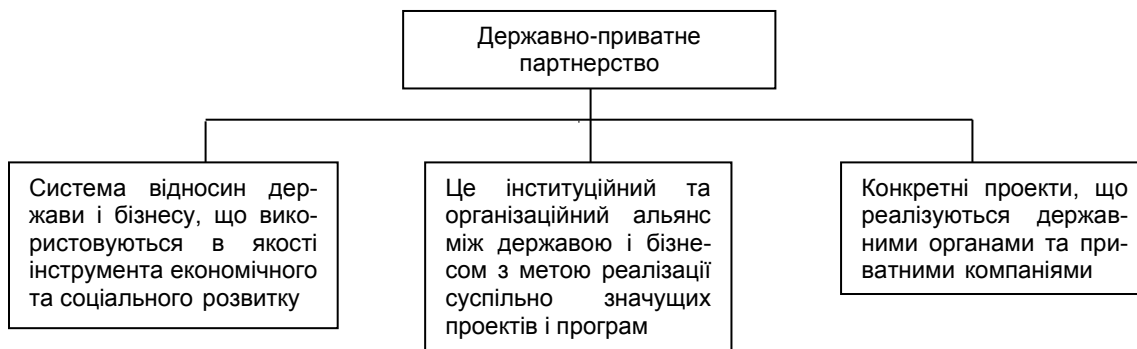 Державно-приватне
партнерство
Система відносин дер-
жави і бізнесу, що вико-
ристовуються в якості
інструмента економічного
та соціального розвитку
Це інституційний та
організаційний альянс
між державою і бізне-
сом з метою реалізації
суспільно значущих
проектів і програм
Конкретні проекти, що
реалізуються держав-
ними органами та при-
ватними компаніями